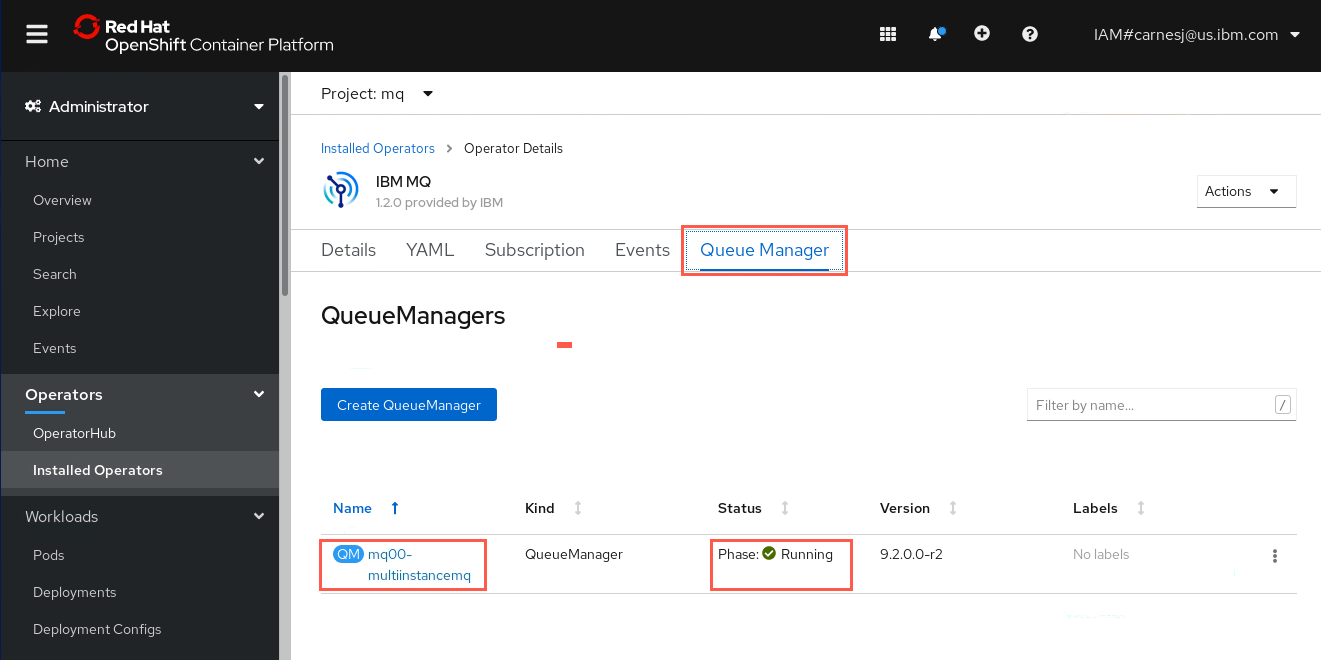 Red Hat
OpenShift Container Platform
IAM#carnesj@us.ibm.com
Administrator
Home
Overview
Projects
Search
Explore
Events
Operators
OperatorHub
Installed Operators
Workloads
Pods
Deployments
Deployment Configs
Project: mq
Installed Operators > Operator Details
IBM MQ
1.2.0 provided by IBM
Actions
Details YAML Subscription Events Queue Manager
QueueManagers
Create QueueManager
Filter by name... /
Name Kind Status Version Labels
QM mq00-
multiinstancemq
QueueManager
Phase: Running
9.2.0.0-r2
No labels